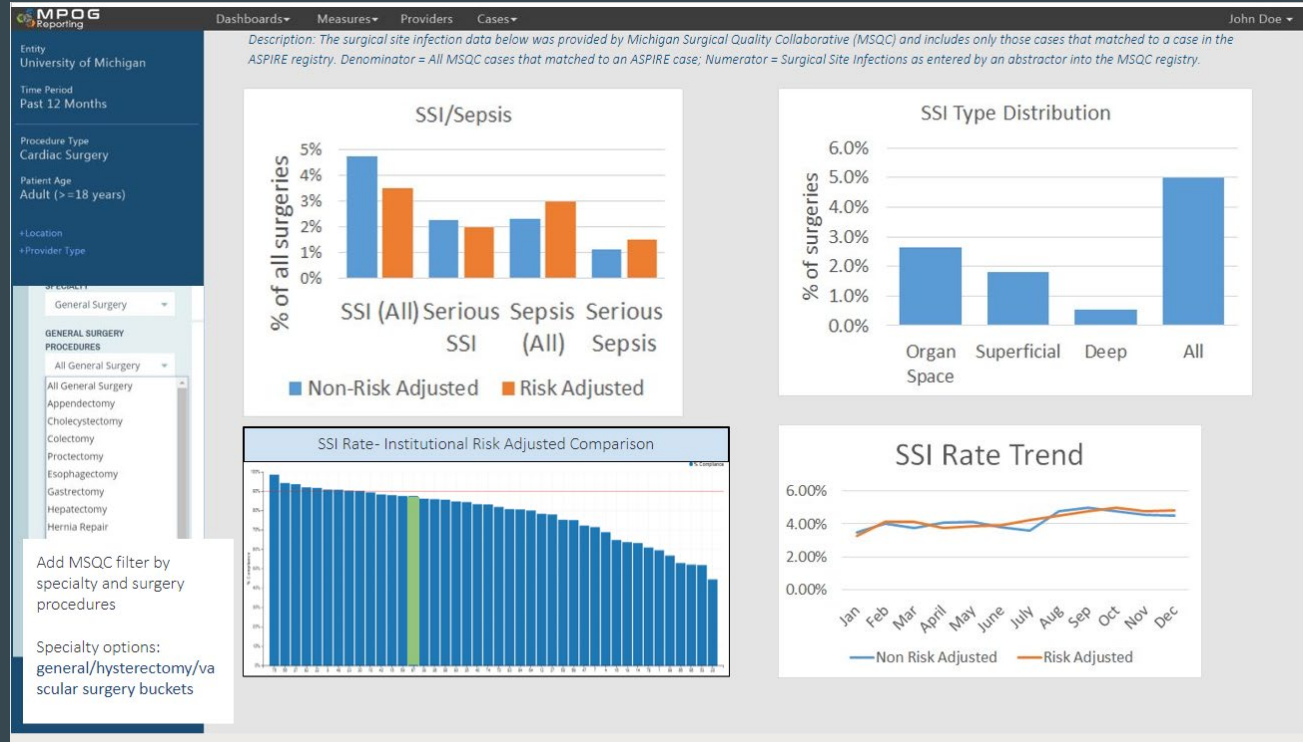 MPOG
Reporting
Dashboards Measures Providers Cases John Doe
Entity
University of Michigan
Time Period
Past 12 Months
Procedure Type
Cardiac Surgery
Patient Age
Adult (>=18 years)
+Location
+Provider Type
SPECIALTY
General Surgery
GENERAL SURGERY
PROCEDURES
All General Surgery
All General Surgery
Appendectomy
Cholecystectomy
Colectomy
Proctectomy
Esophagectomy
Gastrectomy
Hepatectomy
Hernia Repair
Add MSQC filter by
specialty and surgery
procedures
Specialty options:
general/hysterectomy/va
scular surgery buckets
Description: The surgical site infection data below was provided by Michigan Surgical Quality Collaborative (MSQC) and includes only those cases that matched to a case in the
ASPIRE registry. Denominator = All MSQC cases that matched to an ASPIRE case; Numerator = Surgical Site Infections as entered by an abstractor into the MSQC registry.
SSI/Sepsis
% of all surgeries
5%
4%
3%
2%
1%
0%
SSI (All) Serious Sepsis Serious
SSI (All) Sepsis
Non-Risk Adjusted Risk Adjusted
SSI Type Distribution
% of surgeries
6.0%
5.0%
4.0%
3.0%
2.0%
1.0%
0.0%
Organ Superficial Deep All
Space
SSI Rate- Institutional Risk Adjusted Comparison
% Compliance
100%
% Compliance
SSI Rate Trend
6.00%
4.00%
2.00%
0.00%
Jan Feb Mar April May June July Aug Sep Oct Nov Dec
Non Risk Adjusted Risk Adjusted